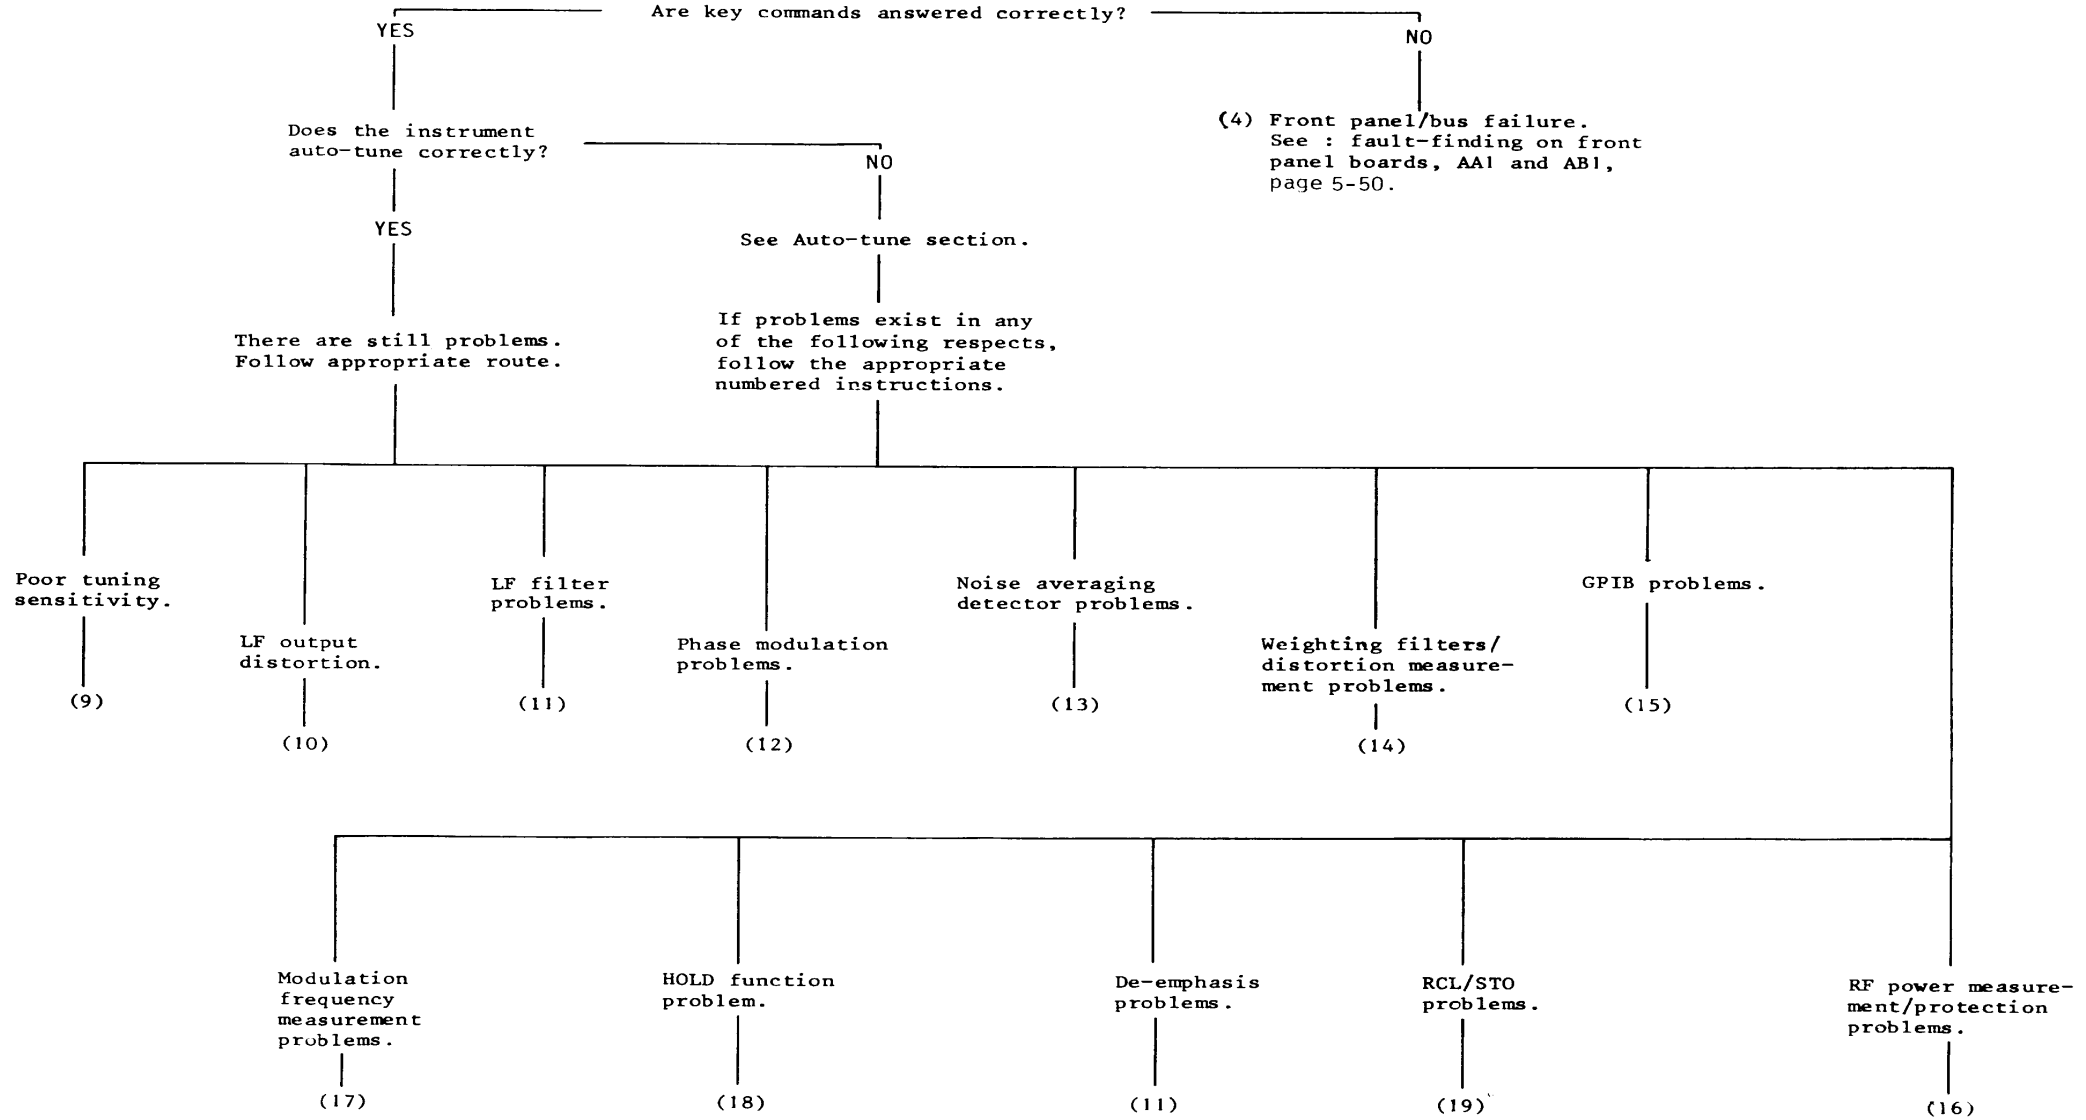 Are key commands answered correctly?
YES
NO
Does the instrument
auto-tune correctly?
NO
(4) Front panel/bus failure.
See : fault-finding on front
panel boards, AA1 and AB1,
page 5-50.
YES
See Auto-tune section.
There are still problems.
Follow appropriate route.
If problems exist in any
of the following respects,
follow the appropriate
numbered instructions.
Poor tuning
sensitivity.
(9)
LF output
distortion.
(10)
LF filter
problems.
(11)
Phase modulation
problems.
(12)
Noise averaging
detector problems.
(13)
Weighting filters/
distortion measure-
ment problems.
(14)
GPIB problems.
(15)
Modulation
frequency
measurement
problems.
(17)
HOLD function
problem.
(18)
De-emphasis
problems.
(11)
RCL/STO
problems.
(19)
RF power measure-
ment/protection
problems.
(16)